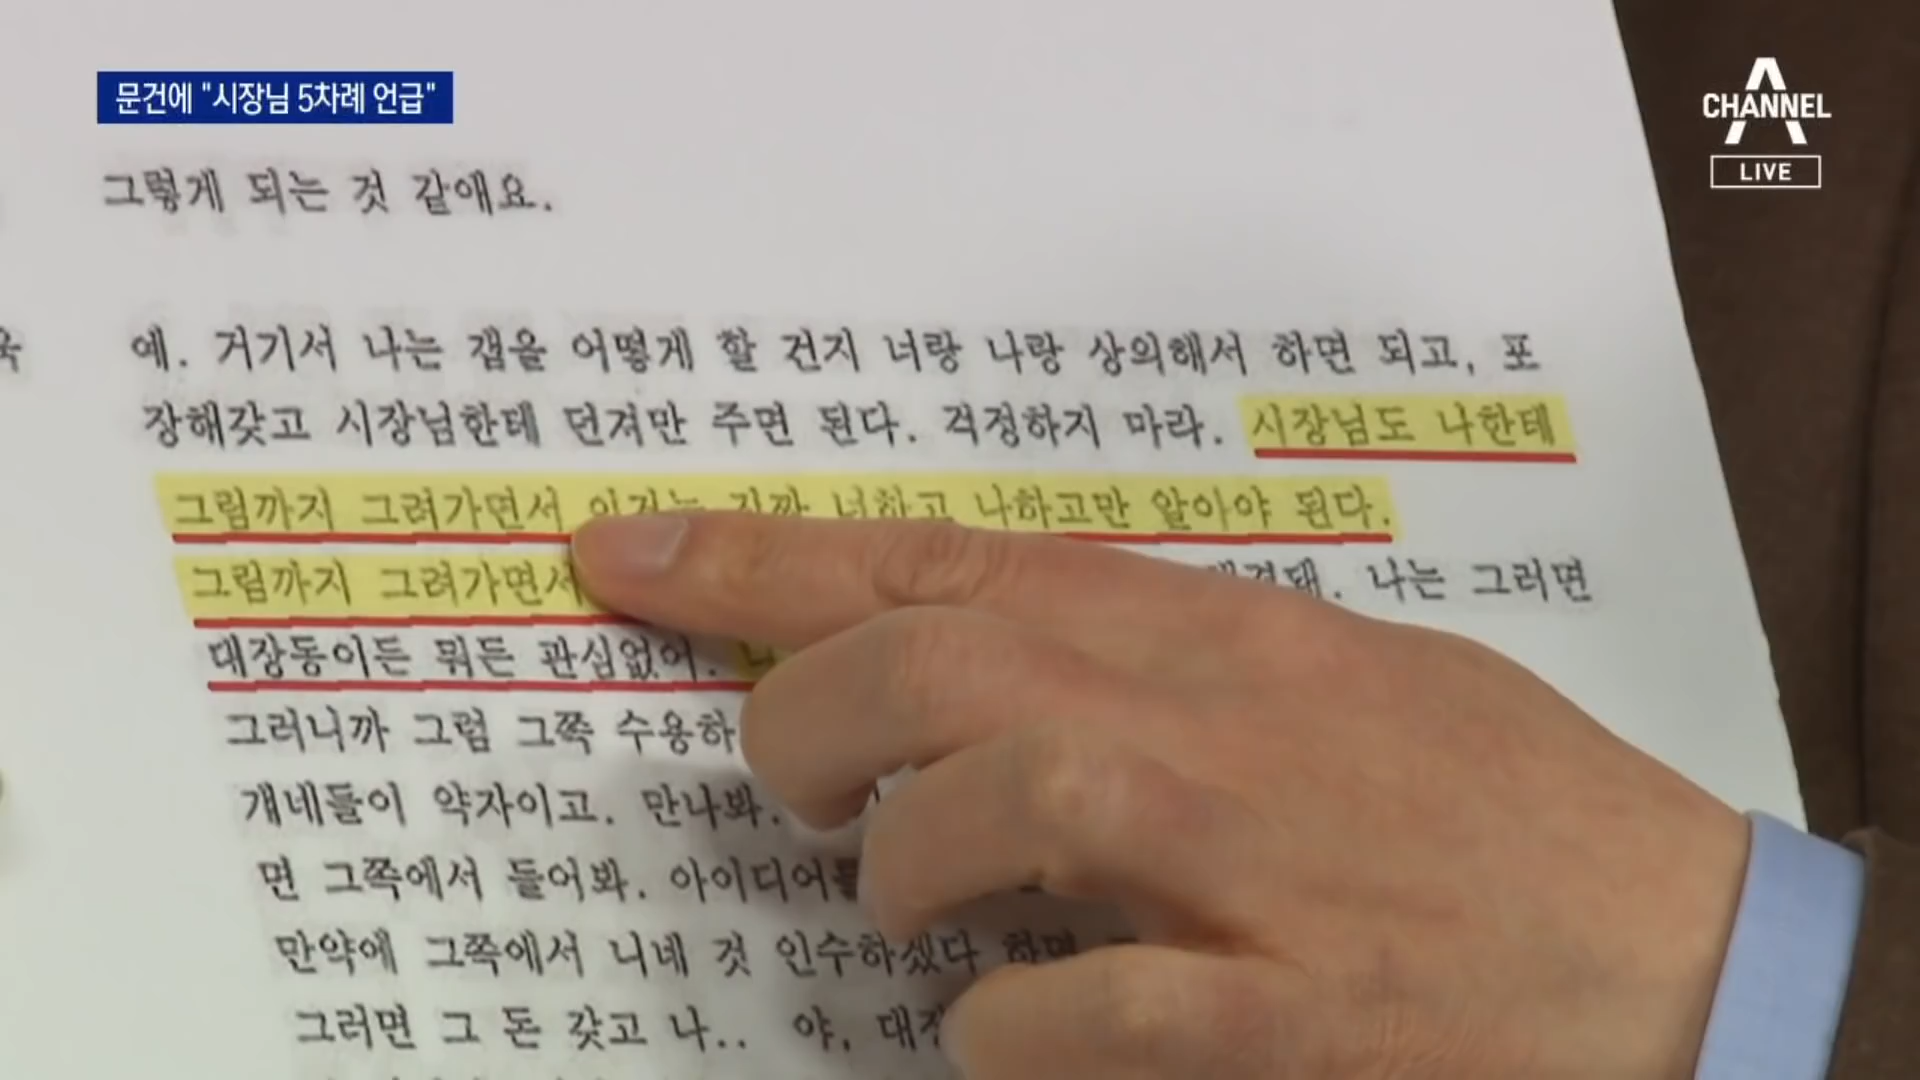 문건에 "시장님 5차례 언급"
CHANNEL A
LIVE
그렇게 되는 것 같애요.
예. 거기서 나는 갭을 어떻게 할 건지 너랑 나랑 상의해서 하면 되고, 포
장해갖고 시장님한테 던져만 주면 된다. 걱정하지 마라. 시장님도 나한테
그림까지 그려가면서 너하고 나하고만 알아야 된다.
그림까지 그려가면서 나는 그러면
대장동이든 뭐든 관심없어.
그러니까 그럼 그쪽 수용하
걔네들이 약자이고. 만나봐.
면 그쪽에서 들어봐. 아이디어를
만약에 그쪽에서 니네 것 인수하겠다 하면
그러면 그 돈 갖고 나.. 야, 대장